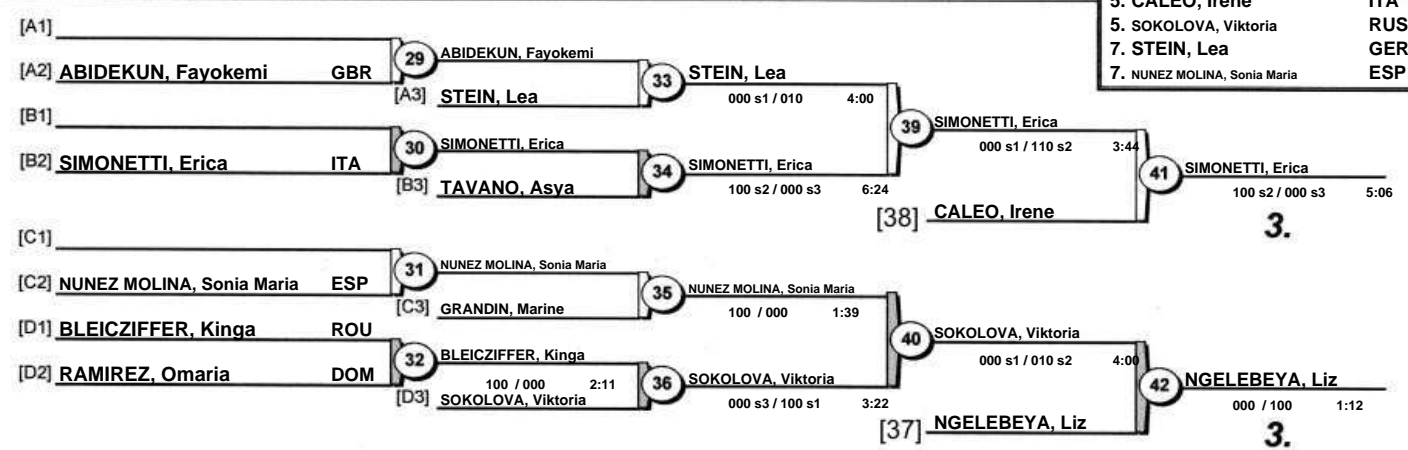 5. CALEO, Irene ITA
5. SOKOLOVA, Viktoria RUS
7. STEIN, Lea GER
7. NUNEZ MOLINA, Sonia Maria ESP
[A1]
[A2] ABIDEKUN, Fayokemi GBR
29
ABIDEKUN, Fayokemi
[A3] STEIN, Lea
33
STEIN, Lea
000 s1 / 010 4:00
[B1]
[B2] SIMONETTI, Erica ITA
30
SIMONETTI, Erica
[B3] TAVANO, Asya
34
SIMONETTI, Erica
100 s2 / 000 s3 6:24
39
SIMONETTI, Erica
000 s1 / 110 s2 3:44
[38] CALEO, Irene
41
SIMONETTI, Erica
100 s2 / 000 s3 5:06
3.
[C1]
[C2] NUNEZ MOLINA, Sonia Maria ESP
31
NUNEZ MOLINA, Sonia Maria
[C3] GRANDIN, Marine
35
NUNEZ MOLINA, Sonia Maria
100 / 000 1:39
[D1] BLEICZIFFER, Kinga ROU
[D2] RAMIREZ, Omaria DOM
32
BLEICZIFFER, Kinga
100 / 000 2:11
[D3] SOKOLOVA, Viktoria
36
SOKOLOVA, Viktoria
000 s3 / 100 s1 3:22
40
SOKOLOVA, Viktoria
000 s1 / 010 s2 4:00
[37] NGELEBEYA, Liz
42
NGELEBEYA, Liz
000 / 100 1:12
3.